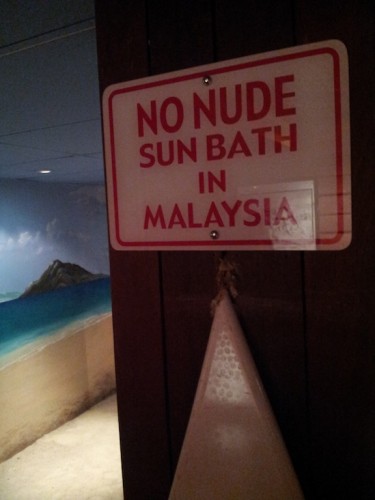 NO NUDE
SUN BATH
IN
MALAYSIA